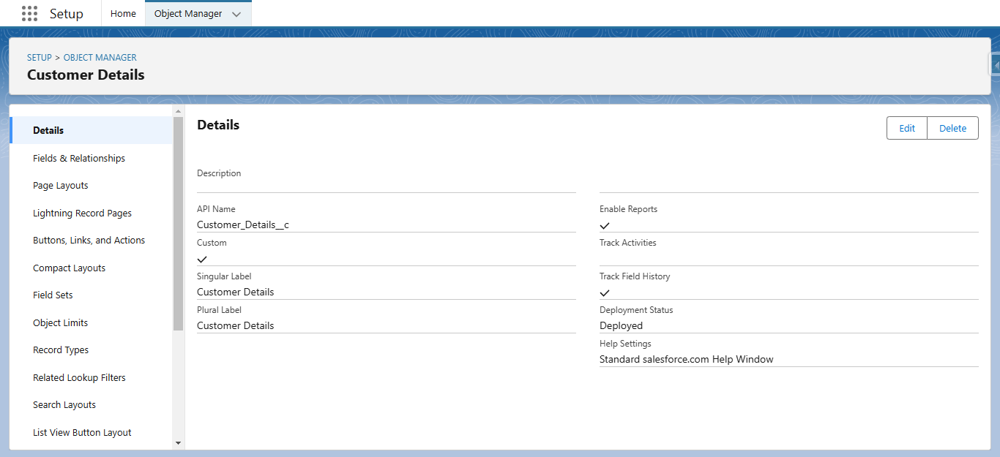 Setup
Home
Object Manager
SETUP > OBJECT MANAGER
Customer Details
Details
Fields & Relationships
Page Layouts
Lightning Record Pages
Buttons, Links, and Actions
Compact Layouts
Field Sets
Object Limits
Record Types
Related Lookup Filters
Search Layouts
List View Button Layout
Details
Edit
Delete
Description
API Name
Customer_Details__c
Custom
Singular Label
Customer Details
Plural Label
Customer Details
Enable Reports
Track Activities
Track Field History
Deployment Status
Deployed
Help Settings
Standard salesforce.com Help Window